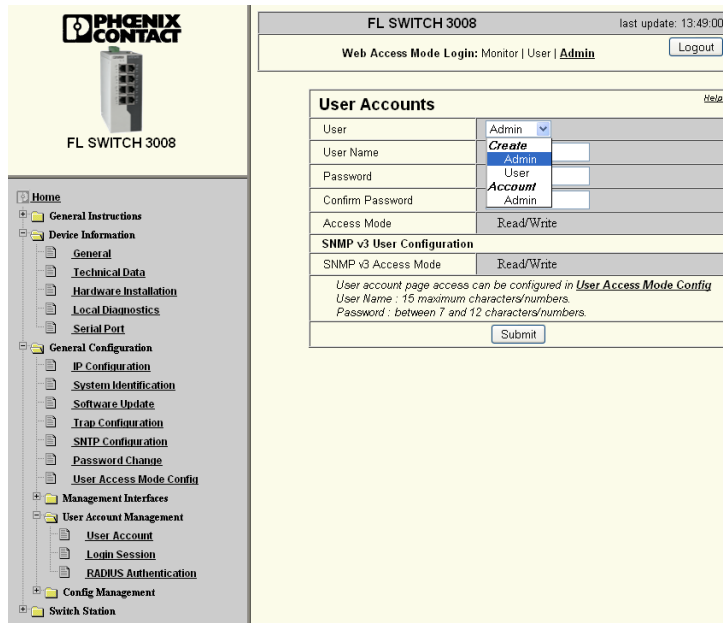 PHŒNIX
CONTACT
FL SWITCH 3008
Home
General Instructions
Device Information
General
Technical Data
Hardware Installation
Local Diagnostics
Serial Port
General Configuration
IP Configuration
System Identification
Software Update
Trap Configuration
SNTP Configuration
Password Change
User Access Mode Config
Management Interfaces
User Account Management
User Account
Login Session
RADIUS Authentication
Config Management
Switch Station
FL SWITCH 3008 last update: 13:49:00
Web Access Mode Login: Monitor | User | Admin Logout
User Accounts Help
User Admin
Create
Admin
User
Account
Admin
User Name
Password
Confirm Password
Access Mode Read/Write
SNMP v3 User Configuration
SNMP v3 Access Mode Read/Write
User account page access can be configured in User Access Mode Config
User Name : 15 maximum characters/numbers.
Password : between 7 and 12 characters/numbers.
Submit